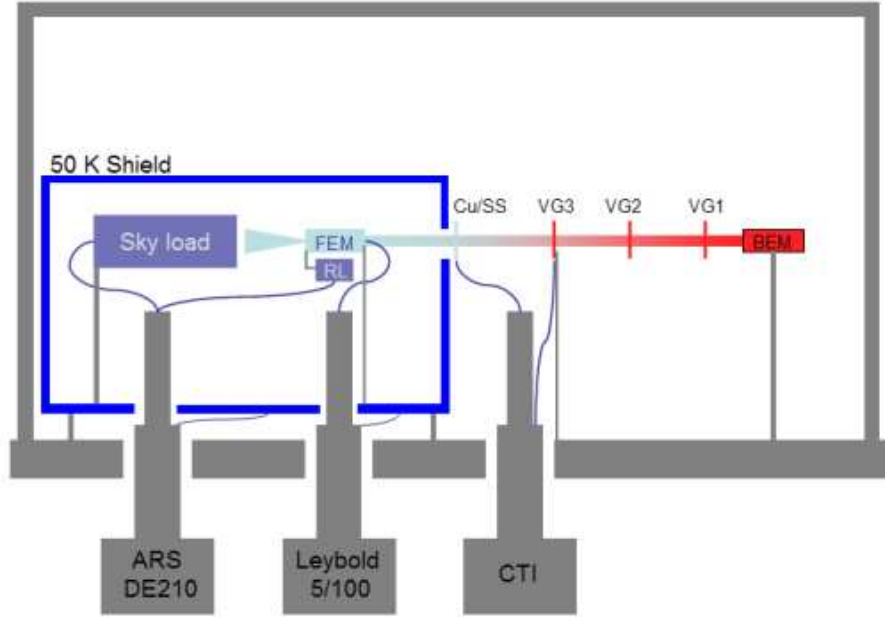 50 K Shield
Cu/SS
VG3
VG2
VG1
Sky load
FEM
BEM
RL
ARS
DE210
Leybold
5/100
CTI